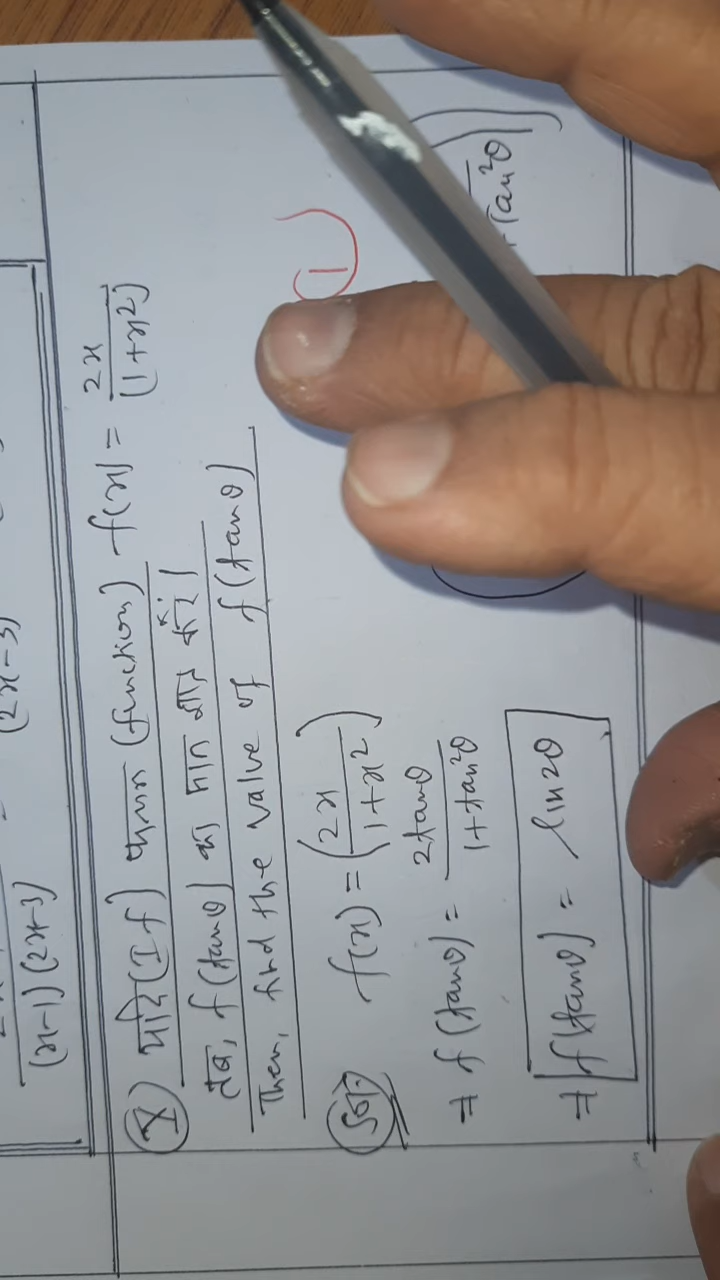 (x-1)(2x-3)
(2x-3)
(X) यदि (If) फलन (function) f(x) = 2x/(1+x²)
तब, f(tanθ) का मान ज्ञात करें।
Then, find the value of f(tanθ)
1
Sol? f(x) = (2x/1+x²)
⇒ f(tanθ) = 2tanθ/1+tan²θ
tan²θ
⇒ f(tanθ) = sin2θ